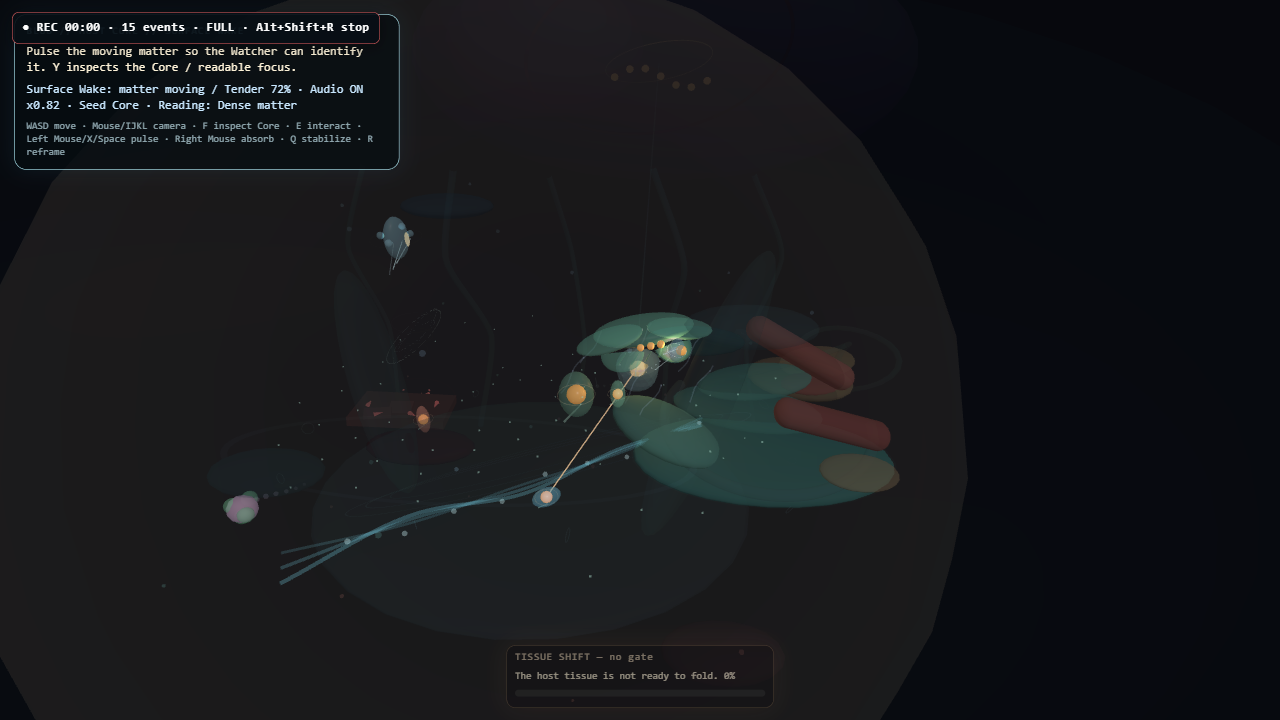 ● REC 00:00 · 15 events · FULL · Alt+Shift+R stop
Pulse the moving matter so the Watcher can identify
it. Y inspects the Core / readable focus.
Surface Wake: matter moving / Tender 72% · Audio ON
x0.82 · Seed Core · Reading: Dense matter
WASD move · Mouse/IJKL camera · F inspect Core · E interact ·
Left Mouse/X/Space pulse · Right Mouse absorb · Q stabilize · R
reframe
TISSUE SHIFT — no gate
The host tissue is not ready to fold. 0%